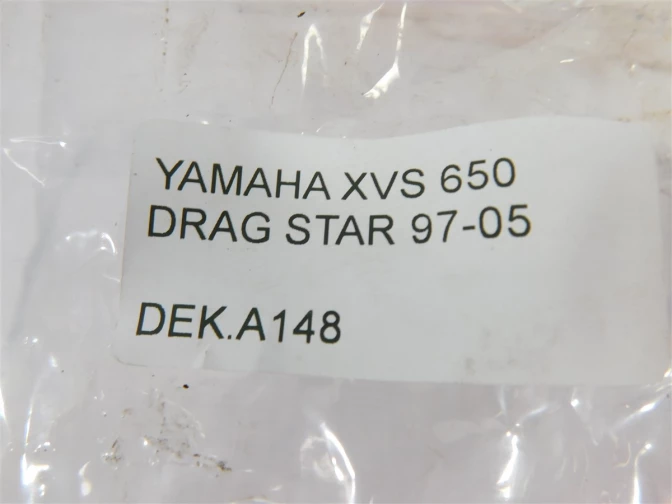 YAMAHA XVS 650
DRAG STAR 97-05
DEK.A148